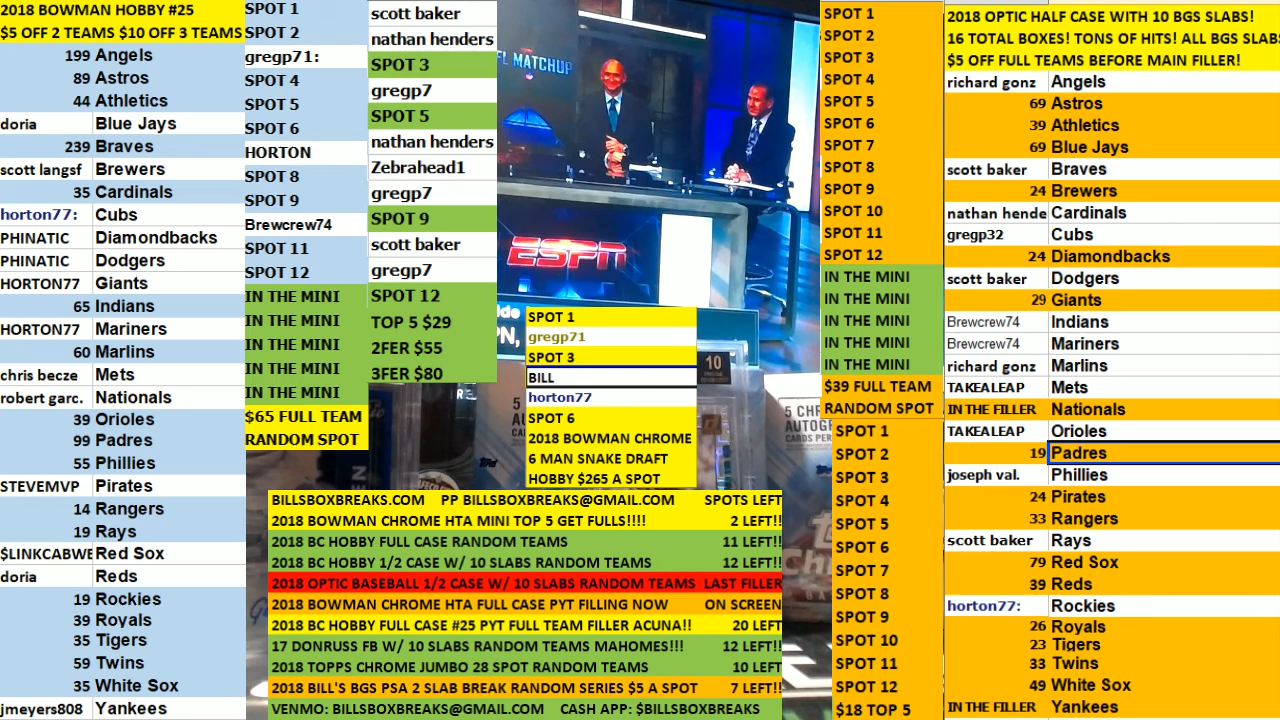 2018 BOWMAN HOBBY #25
$5 OFF 2 TEAMS $10 OFF 3 TEAMS
199 Angels
89 Astros
44 Athletics
doria Blue Jays
239 Braves
scott langsf Brewers
35 Cardinals
horton77: Cubs
PHINATIC Diamondbacks
PHINATIC Dodgers
HORTON77 Giants
65 Indians
HORTON77 Mariners
60 Marlins
chris becze Mets
robert garc. Nationals
39 Orioles
99 Padres
55 Phillies
STEVEMVP Pirates
14 Rangers
19 Rays
$LINKCABWE Red Sox
doria Reds
19 Rockies
39 Royals
35 Tigers
59 Twins
35 White Sox
jmeyers808 Yankees
SPOT 1
SPOT 2
gregp71:
SPOT 4
SPOT 5
SPOT 6
HORTON
SPOT 8
SPOT 9
Brewcrew74
SPOT 11
SPOT 12
IN THE MINI
IN THE MINI
IN THE MINI
IN THE MINI
IN THE MINI
$65 FULL TEAM
RANDOM SPOT
scott baker
nathan henders
SPOT 3
gregp7
SPOT 5
nathan henders
Zebrahead1
gregp7
SPOT 9
scott baker
gregp7
SPOT 12
TOP 5 $29
2FER $55
3FER $80
FL MATCHUP
ESPN
PN,
10
SPOT 1
gregp71
SPOT 3
BILL
horton77
SPOT 6
2018 BOWMAN CHROME
6 MAN SNAKE DRAFT
HOBBY $265 A SPOT
BILLSBOXBREAKS.COM PP BILLSBOXBREAKS@GMAIL.COM SPOTS LEFT
2018 BOWMAN CHROME HTA MINI TOP 5 GET FULLS!!!! 2 LEFT!!
2018 BC HOBBY FULL CASE RANDOM TEAMS 11 LEFT!!
2018 BC HOBBY 1/2 CASE W/ 10 SLABS RANDOM TEAMS 12 LEFT!!
2018 OPTIC BASEBALL 1/2 CASE W/ 10 SLABS RANDOM TEAMS LAST FILLER
2018 BOWMAN CHROME HTA FULL CASE PYT FILLING NOW ON SCREEN
2018 BC HOBBY FULL CASE #25 PYT FULL TEAM FILLER ACUNA!! 20 LEFT
17 DONRUSS FB W/ 10 SLABS RANDOM TEAMS MAHOMES!!! 12 LEFT!!
2018 TOPPS CHROME JUMBO 28 SPOT RANDOM TEAMS 10 LEFT
2018 BILL'S BGS PSA 2 SLAB BREAK RANDOM SERIES $5 A SPOT 7 LEFT!!
VENMO: BILLSBOXBREAKS@GMAIL.COM CASH APP: $BILLSBOXBREAKS
SPOT 1
SPOT 2
SPOT 3
SPOT 4
SPOT 5
SPOT 6
SPOT 7
SPOT 8
SPOT 9
SPOT 10
SPOT 11
SPOT 12
IN THE MINI
IN THE MINI
IN THE MINI
IN THE MINI
IN THE MINI
$39 FULL TEAM
RANDOM SPOT
SPOT 1
SPOT 2
SPOT 3
SPOT 4
SPOT 5
SPOT 6
SPOT 7
SPOT 8
SPOT 9
SPOT 10
SPOT 11
SPOT 12
$18 TOP 5
2018 OPTIC HALF CASE WITH 10 BGS SLABS!
16 TOTAL BOXES! TONS OF HITS! ALL BGS SLABS
$5 OFF FULL TEAMS BEFORE MAIN FILLER!
richard gonz Angels
69 Astros
39 Athletics
69 Blue Jays
scott baker Braves
24 Brewers
nathan hende Cardinals
gregp32 Cubs
24 Diamondbacks
scott baker Dodgers
29 Giants
Brewcrew74 Indians
Brewcrew74 Mariners
richard gonz Marlins
TAKEALEAP Mets
IN THE FILLER Nationals
TAKEALEAP Orioles
19 Padres
joseph val. Phillies
24 Pirates
33 Rangers
scott baker Rays
79 Red Sox
39 Reds
horton77: Rockies
26 Royals
23 Tigers
33 Twins
49 White Sox
IN THE FILLER Yankees